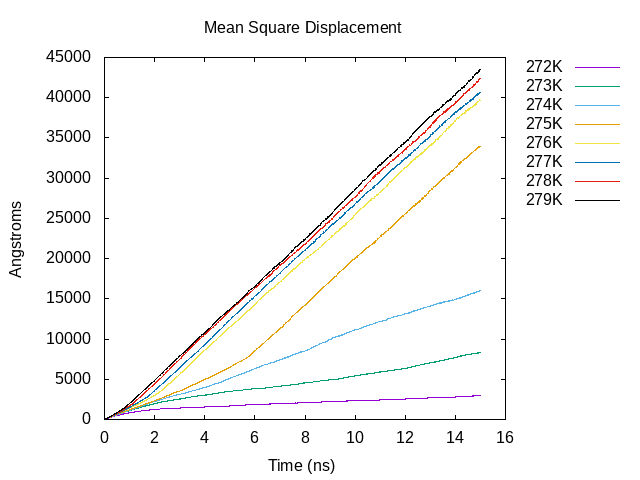 Mean Square Displacement
45000
40000
35000
30000
25000
20000
15000
10000
5000
0
Angstroms
0 2 4 6 8 10 12 14 16
Time (ns)
272K
273K
274K
275K
276K
277K
278K
279K